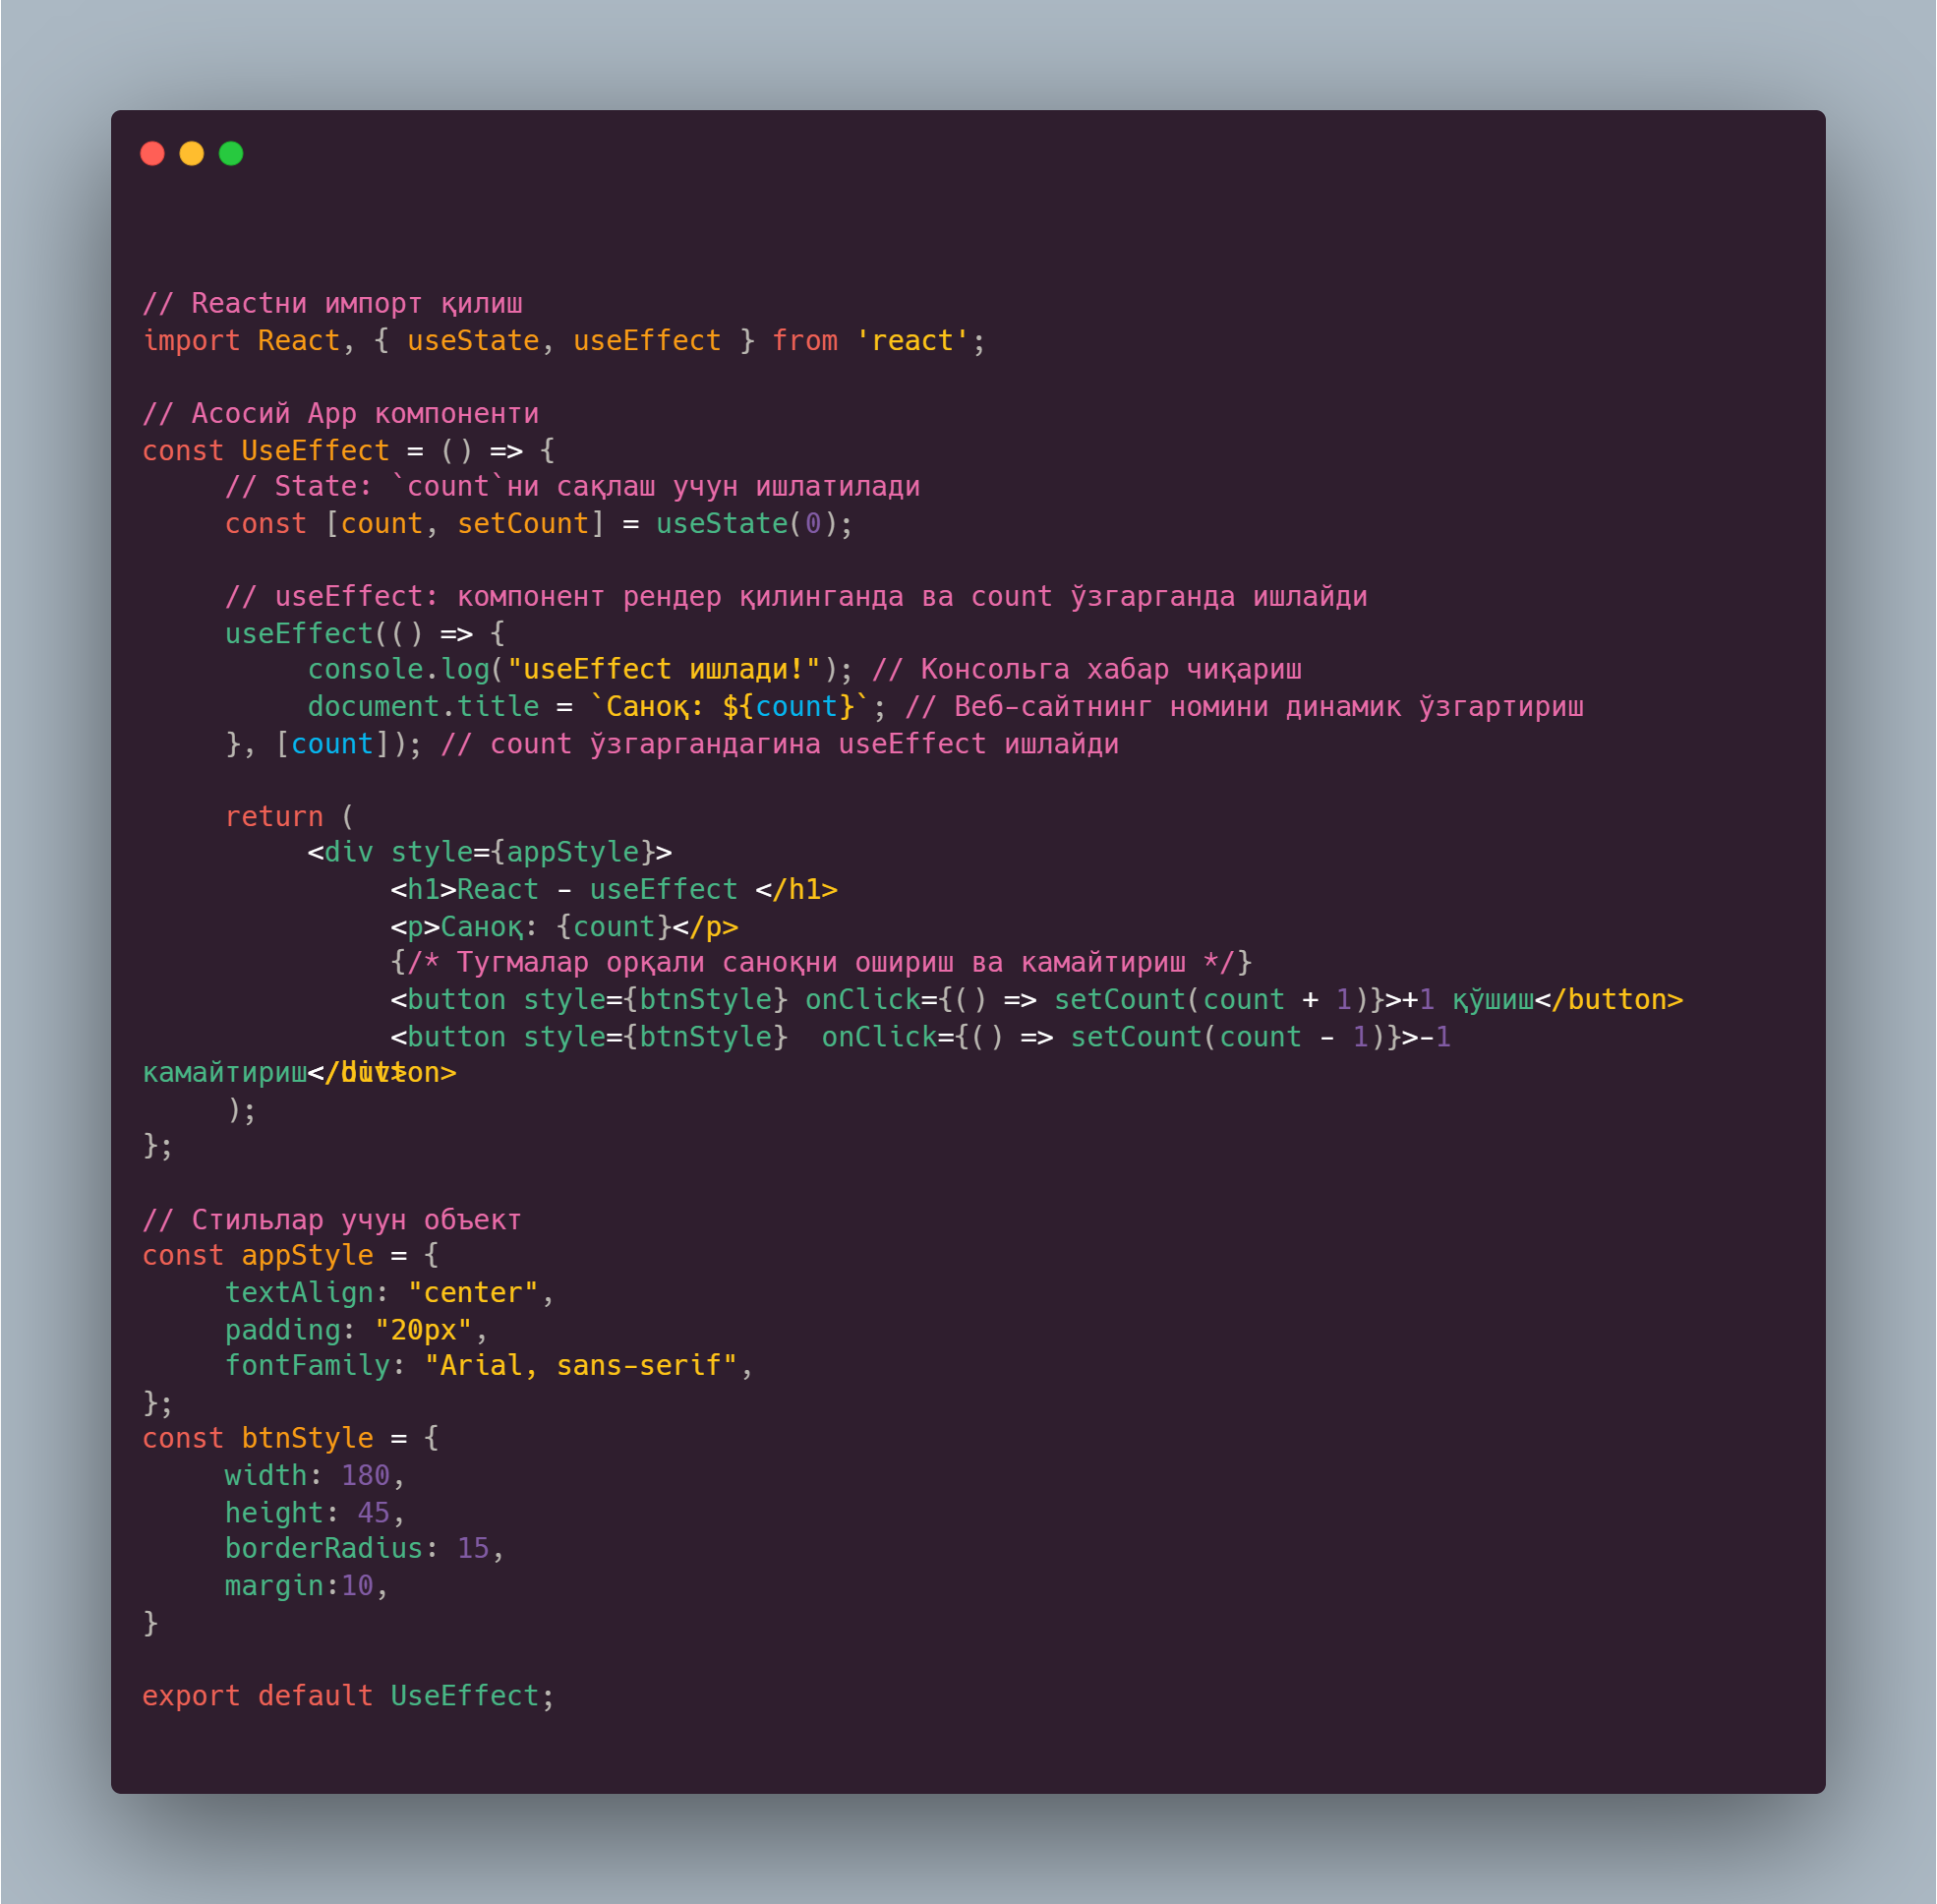 // Reactни импорт қилиш
import React, { useState, useEffect } from 'react';
// Асосий App компоненти
const UseEffect = () => {
// State: `count`ни сақлаш учун ишлатилади
const [count, setCount] = useState(0);
// useEffect: компонент рендер қилинганда ва count ўзгарганда ишлайди
useEffect(() => {
console.log("useEffect ишлади!"); // Консольга хабар чиқариш
document.title = `Саноқ: ${count}`; // Веб-сайтнинг номини динамик ўзгартириш
}, [count]); // count ўзгаргандагина useEffect ишлайди
return (
<div style={appStyle}>
<h1>React - useEffect </h1>
<p>Саноқ: {count}</p>
{/* Тугмалар орқали саноқни ошириш ва камайтириш */}
<button style={btnStyle} onClick={() => setCount(count + 1)}>+1 қўшиш</button>
<button style={btnStyle}  onClick={() => setCount(count - 1)}>-1
камайтириш</button>
</div>
);
};
// Стильлар учун объект
const appStyle = {
textAlign: "center",
padding: "20px",
fontFamily: "Arial, sans-serif",
};
const btnStyle = {
width: 180,
height: 45,
borderRadius: 15,
margin:10,
}
export default UseEffect;